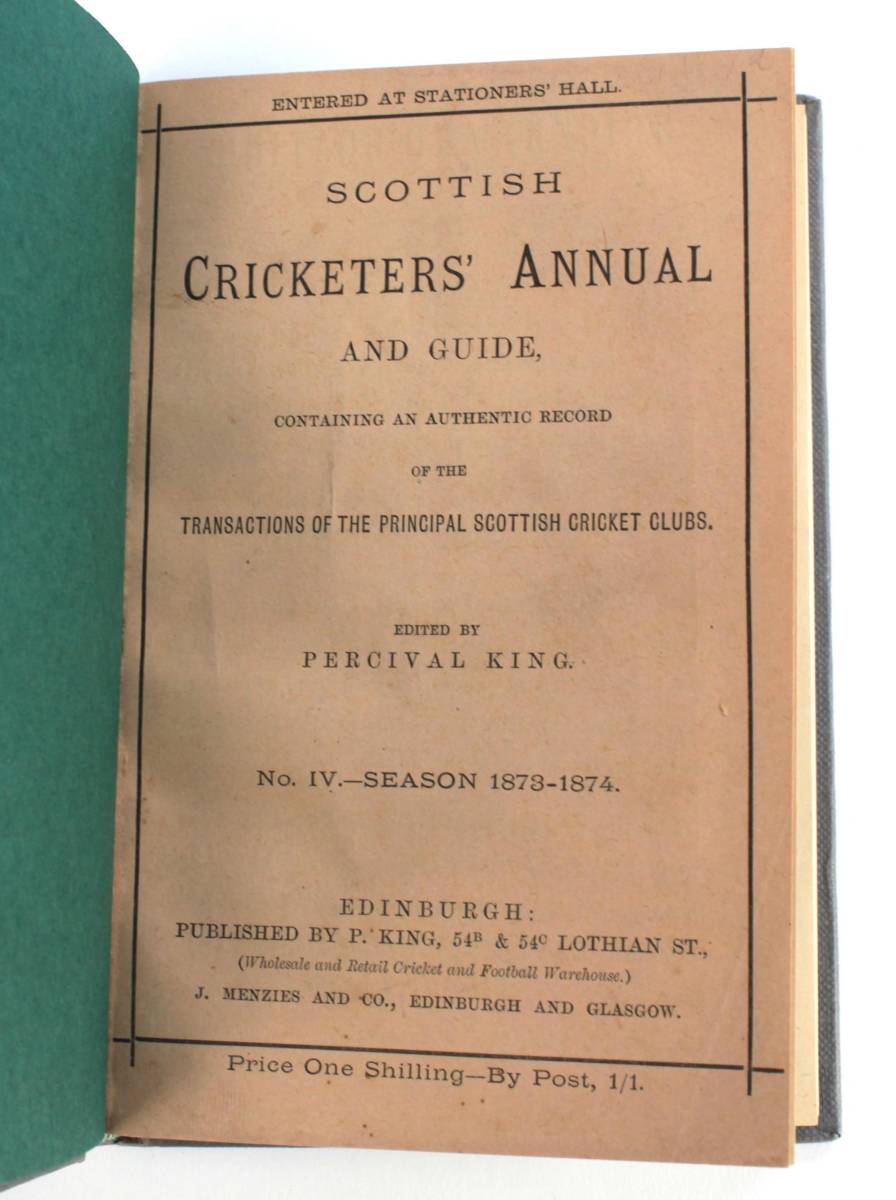 ENTERED AT STATIONERS' HALL.
SCOTTISH
CRICKETERS' ANNUAL
AND GUIDE,
CONTAINING AN AUTHENTIC RECORD
OF THE
TRANSACTIONS OF THE PRINCIPAL SCOTTISH CRICKET CLUBS.
EDITED BY
PERCIVAL KING.
No. IV.—SEASON 1873-1874.
EDINBURGH:
PUBLISHED BY P. KING, 54B & 54C LOTHIAN ST.,
(Wholesale and Retail Cricket and Football Warehouse.)
J. MENZIES AND CO., EDINBURGH AND GLASGOW.
Price One Shilling—By Post, 1/1.